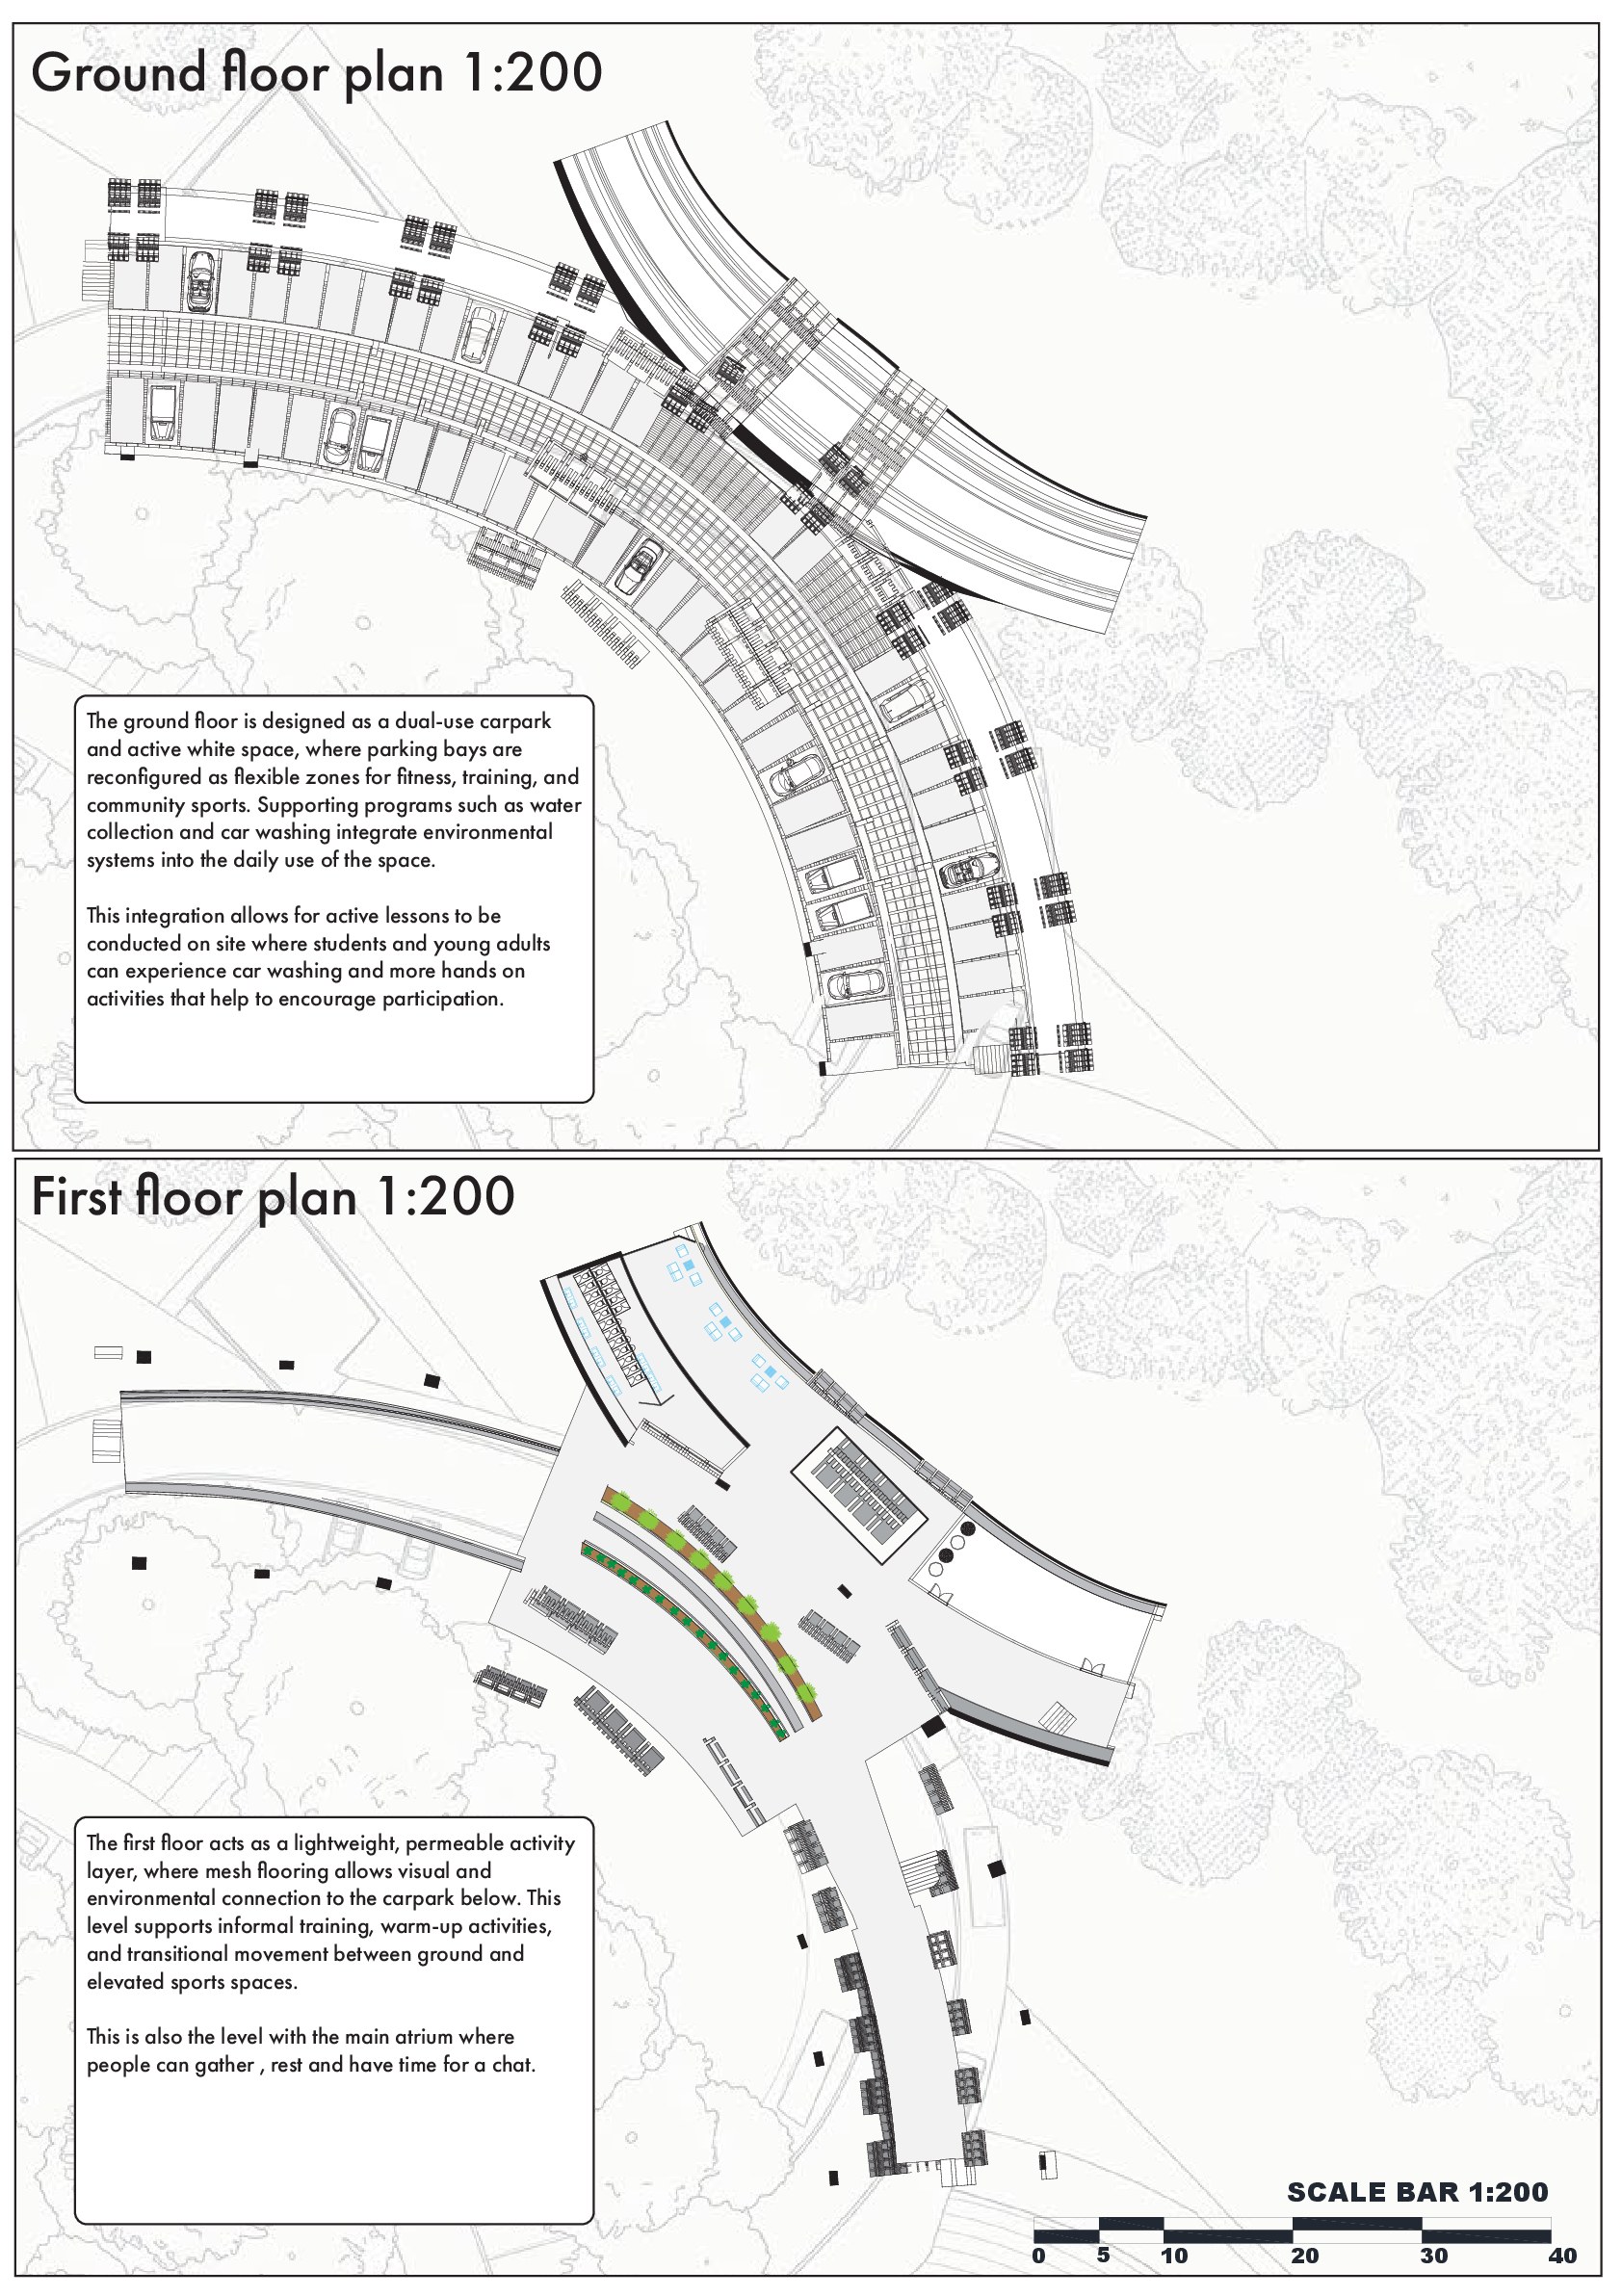 Ground floor plan 1:200
The ground floor is designed as a dual-use carpark
and active white space, where parking bays are
reconfigured as flexible zones for fitness, training, and
community sports. Supporting programs such as water
collection and car washing integrate environmental
systems into the daily use of the space.
This integration allows for active lessons to be
conducted on site where students and young adults
can experience car washing and more hands on
activities that help to encourage participation.
First floor plan 1:200
The first floor acts as a lightweight, permeable activity
layer, where mesh flooring allows visual and
environmental connection to the carpark below. This
level supports informal training, warm-up activities,
and transitional movement between ground and
elevated sports spaces.
This is also the level with the main atrium where
people can gather , rest and have time for a chat.
SCALE BAR 1:200
0 5 10 20 30 40